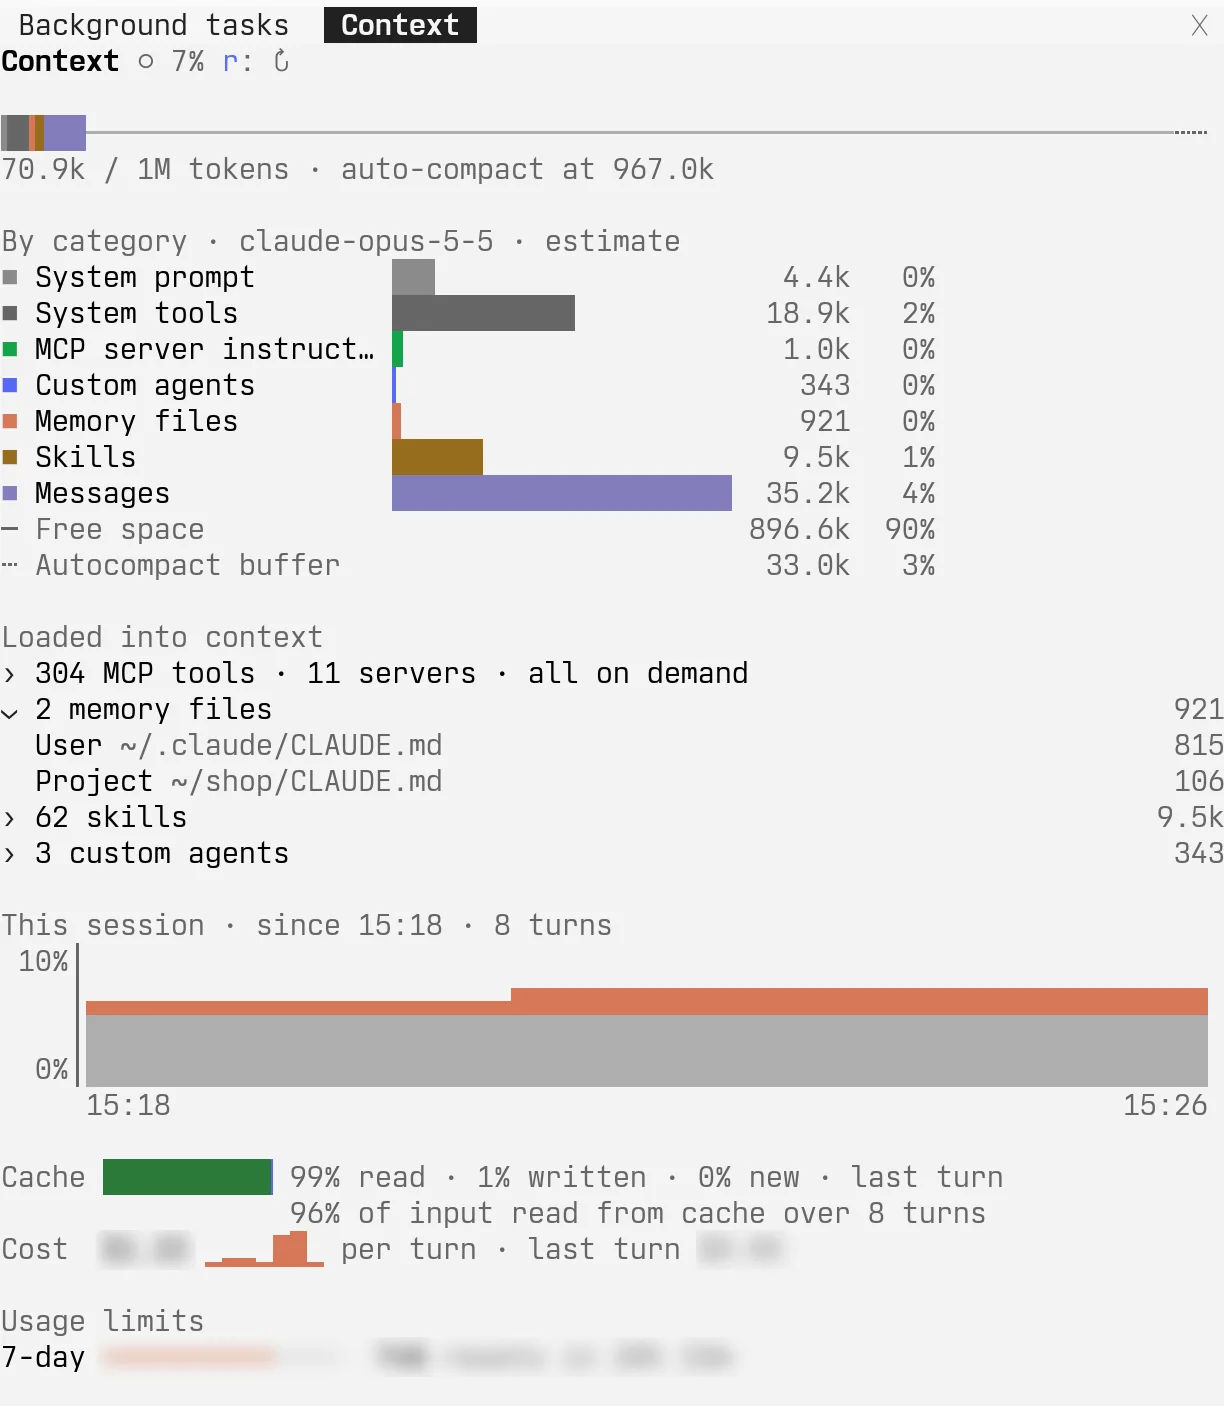 Background tasks Context X
Context ○ 7% r: ↻
70.9k / 1M tokens · auto-compact at 967.0k
By category · claude-opus-5-5 · estimate
System prompt 4.4k 0%
System tools 18.9k 2%
MCP server instruct… 1.0k 0%
Custom agents 343 0%
Memory files 921 0%
Skills 9.5k 1%
Messages 35.2k 4%
Free space 896.6k 90%
Autocompact buffer 33.0k 3%
Loaded into context
› 304 MCP tools · 11 servers · all on demand
⌄ 2 memory files 921
User ~/.claude/CLAUDE.md 815
Project ~/shop/CLAUDE.md 106
› 62 skills 9.5k
› 3 custom agents 343
This session · since 15:18 · 8 turns
10%
0%
15:18 15:26
Cache 99% read · 1% written · 0% new · last turn
96% of input read from cache over 8 turns
Cost per turn · last turn
Usage limits
7-day